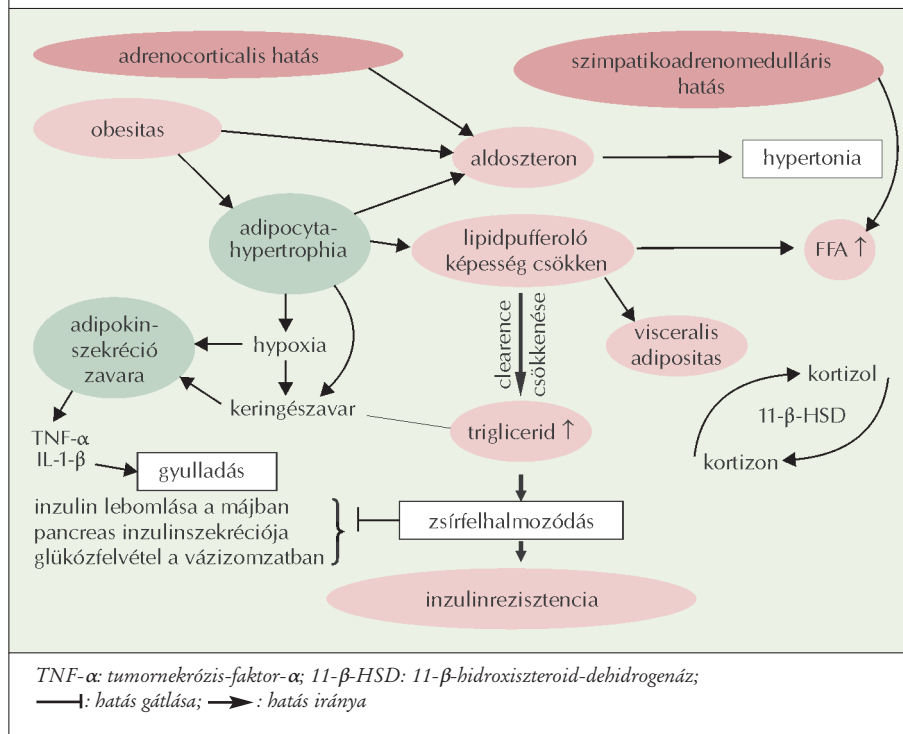 adrenocorticalis hatás
szimpatikoadrenomedulláris
hatás
obesitas
aldoszteron
hypertonia
adipocyta-
hypertrophia
lipidpufferoló
képesség csökken
FFA ↑
clearence
csökkenése
visceralis
adipositas
adipokin-
szekréció
zavara
hypoxia
keringészavar
kortizol
11-β-HSD
kortizon
triglicerid ↑
TNF-α
IL-1-β
gyulladás
inzulin lebomlása a májban
pancreas inzulinszekréciója
glükózfelvétel a vázizomzatban
zsírfelhalmozódás
inzulinrezisztencia
TNF-α: tumornekrózis-faktor-α; 11-β-HSD: 11-β-hidroxiszteroid-dehidrogenáz;
: hatás gátlása; : hatás iránya